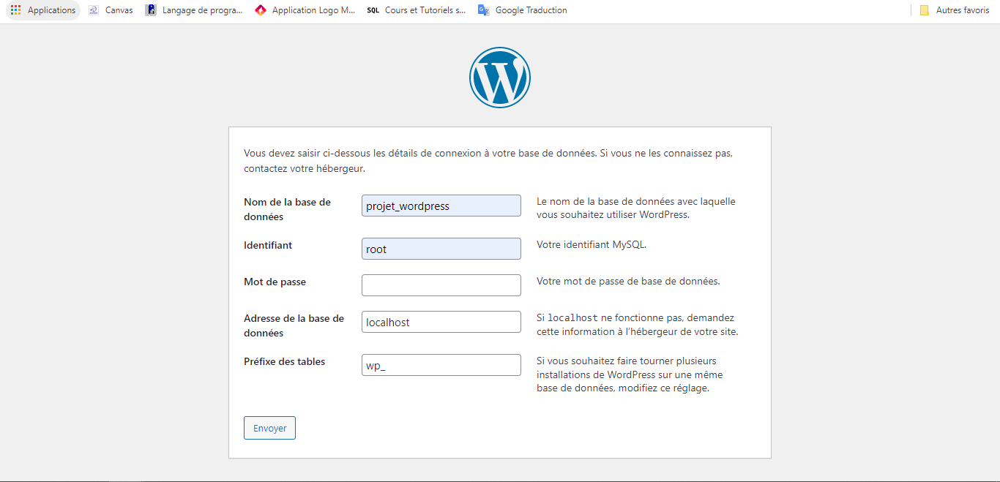 Applications Canvas Langage de progra... Application Logo M... SQL Cours et Tutoriels s... Google Traduction Autres favoris
Vous devez saisir ci-dessous les détails de connexion à votre base de données. Si vous ne les connaissez pas,
contactez votre hébergeur.
Nom de la base de
données
projet_wordpress
Le nom de la base de données avec laquelle
vous souhaitez utiliser WordPress.
Identifiant
root
Votre identifiant MySQL.
Mot de passe
Votre mot de passe de base de données.
Adresse de la base de
données
localhost
Si localhost ne fonctionne pas, demandez
cette information à l’hébergeur de votre site.
Préfixe des tables
wp_
Si vous souhaitez faire tourner plusieurs
installations de WordPress sur une même
base de données, modifiez ce réglage.
Envoyer